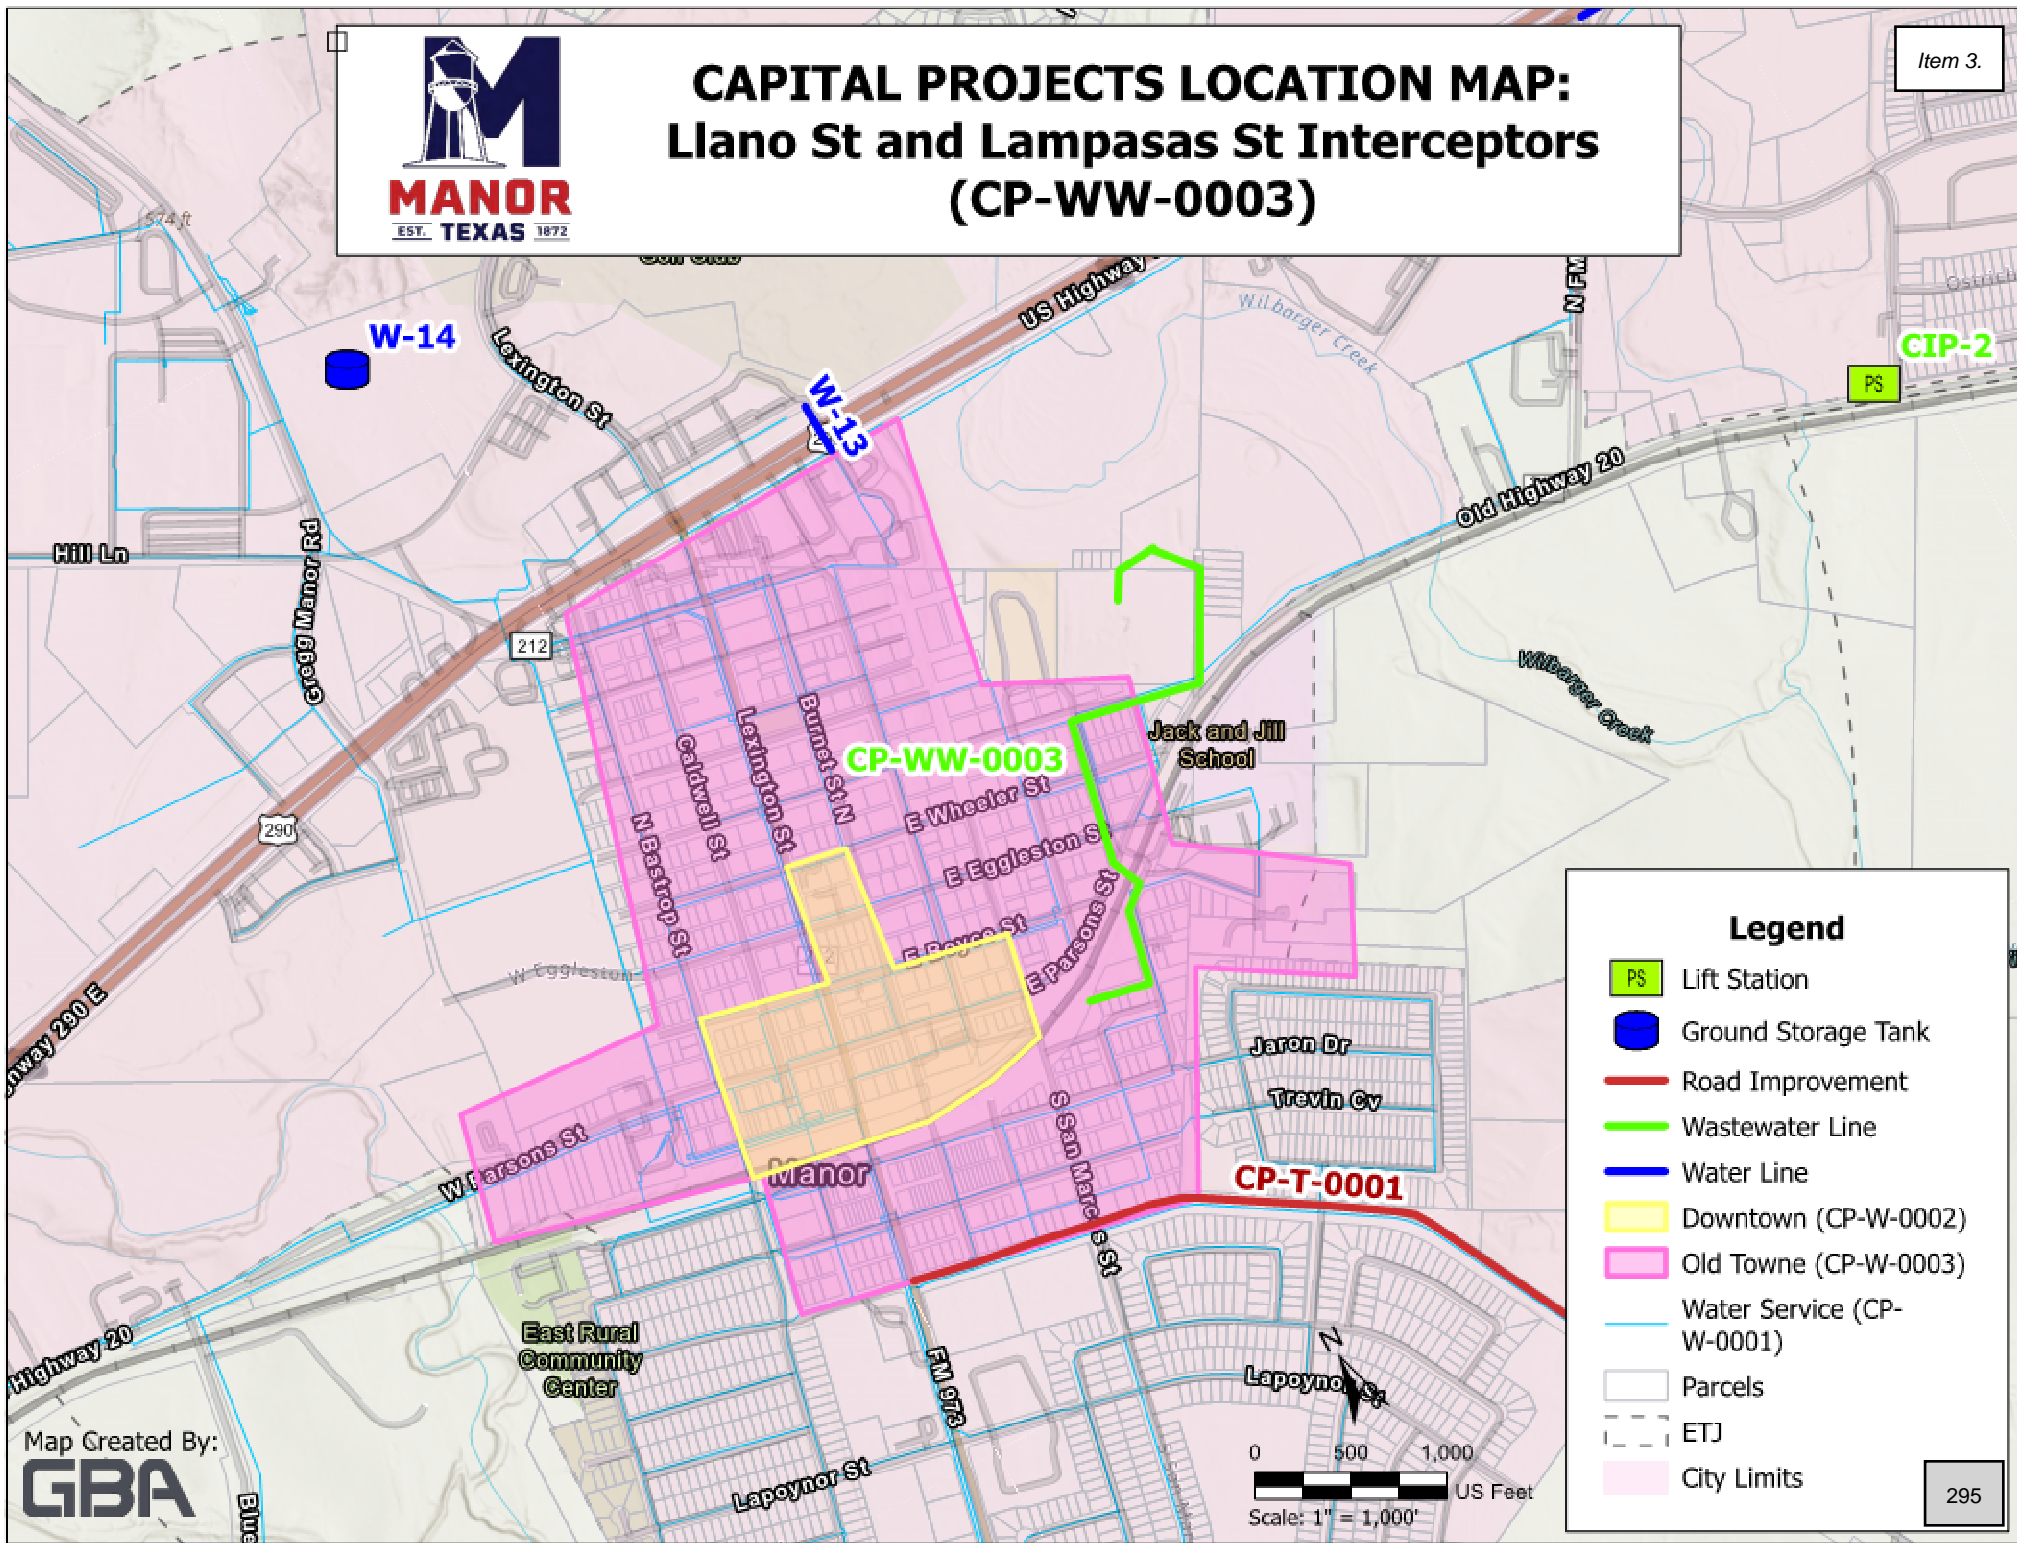 CAPITAL PROJECTS LOCATION MAP:
Llano St and Lampasas St Interceptors
(CP-WW-0003)
M
MANOR
EST. TEXAS 1872
Item 3.
574 ft
Golf Club
US Highway
N FM
Wilbarger Creek
Ostrich
W-14
Lexington St
W-13
CIP-2
PS
Old Highway 20
Hill Ln
Gregg Manor Rd
212
Wilbarger Creek
Burnet St N
Lexington St
Caldwell St
N Bastrop St
CP-WW-0003
Jack and Jill
School
E Wheeler St
E Eggleston S
290
E Parsons St
E Boyce St
W Eggleston
290 E
Jaron Dr
Trevin Cv
S San Marc
s St
W Parsons St
Manor
CP-T-0001
East Rural
Community
Center
Highway 20
FM 973
Lapoynor St
Lapoynor St
Blue
N
Map Created By:
GBA
0 500 1,000
US Feet
Scale: 1" = 1,000'
Legend
PS Lift Station
Ground Storage Tank
Road Improvement
Wastewater Line
Water Line
Downtown (CP-W-0002)
Old Towne (CP-W-0003)
Water Service (CP-
W-0001)
Parcels
ETJ
City Limits
295